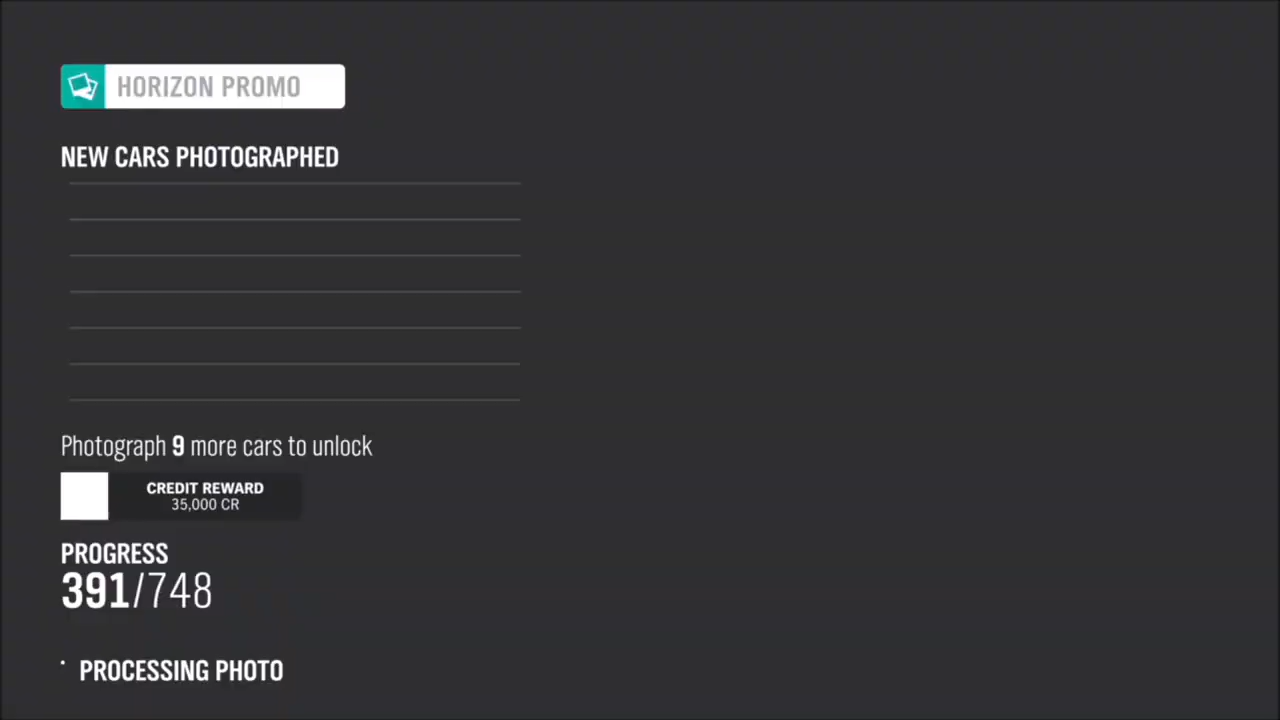 HORIZON PROMO
NEW CARS PHOTOGRAPHED
Photograph 9 more cars to unlock
CREDIT REWARD
35,000 CR
PROGRESS
391/748
PROCESSING PHOTO